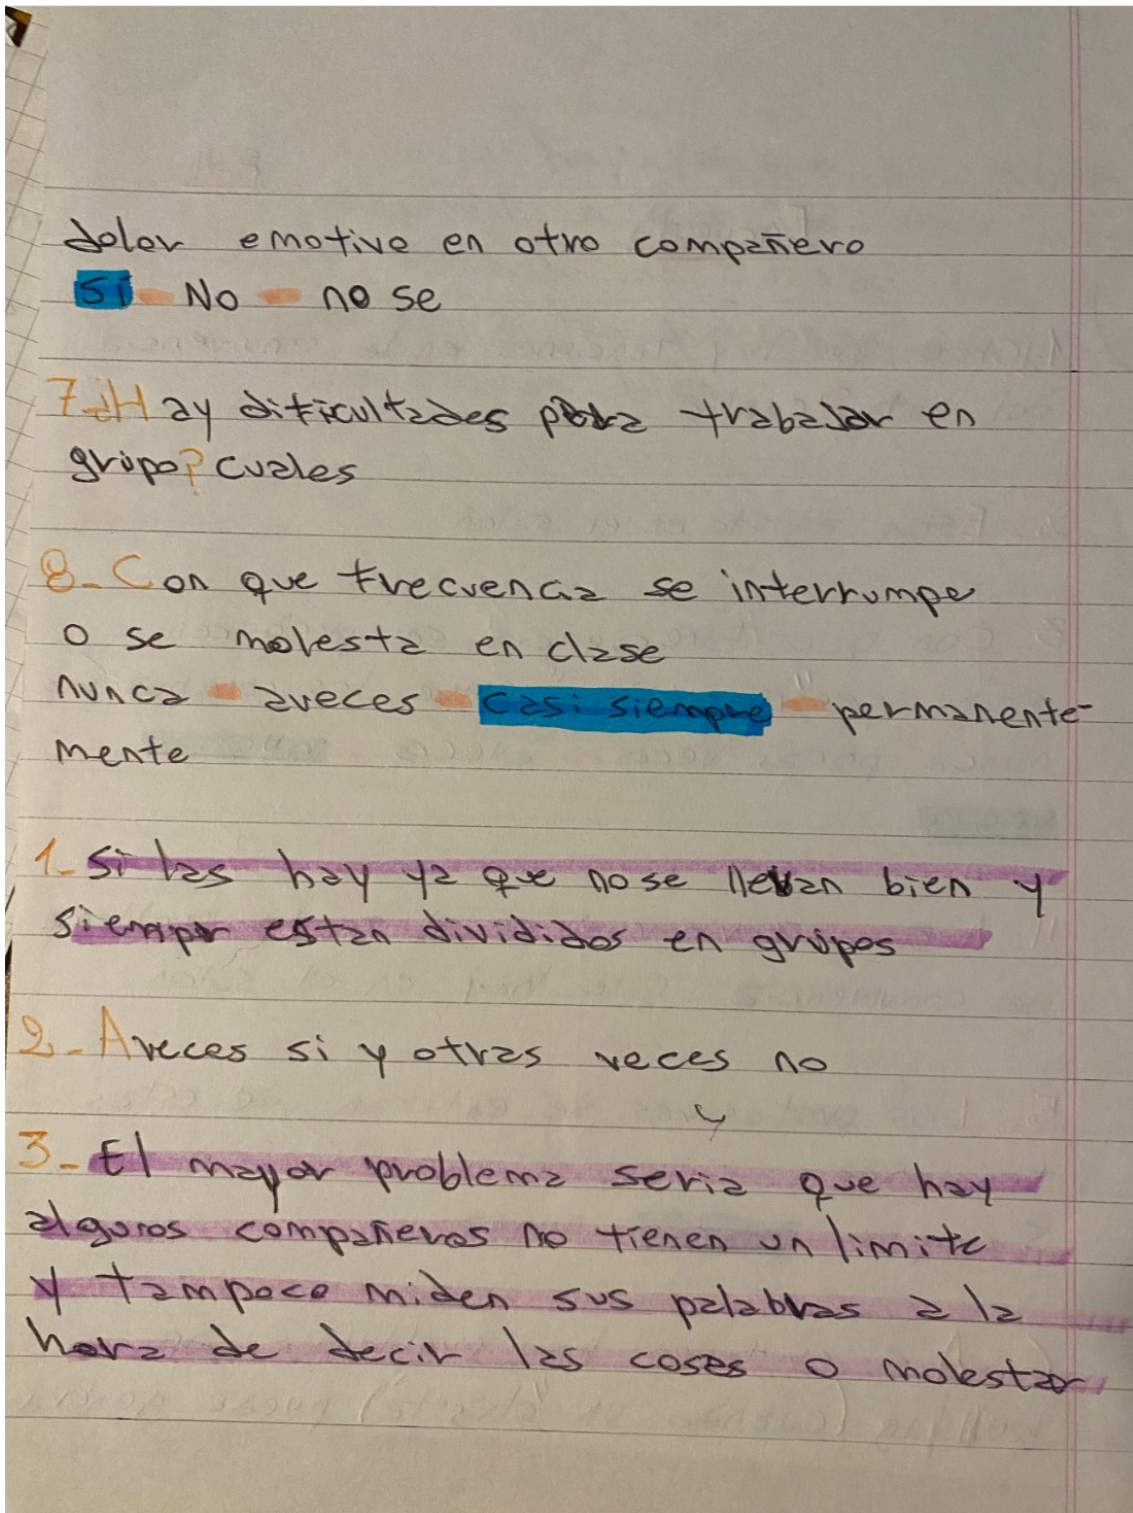 dolor emotivo en otro compañero
Si - No - no se
7-¿Hay dificultades para trabajar en
grupo? cuales
8- Con que frecuencia se interrumpe
o se molesta en clase
nunca - aveces - casi siempre - permanente-
mente
1- Si las hay ya que nose llevan bien y
siempr estan divididos en grupos
2- Aveces si y otras veces no
3- El mayor problema seria que hay
algunos compañeros no tienen un limite
y tampoco miden sus palabras a la
hora de decir las cosas o molestar